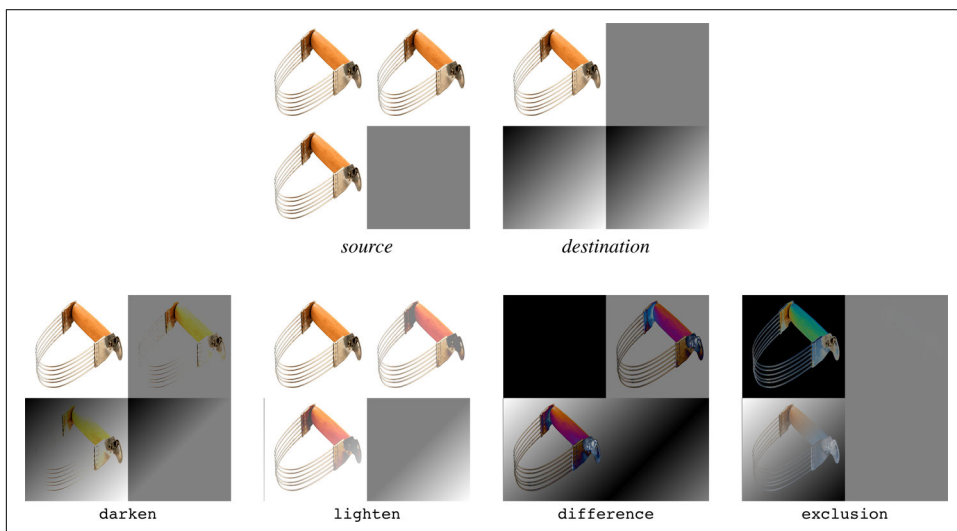 source
destination
darken
lighten
difference
exclusion